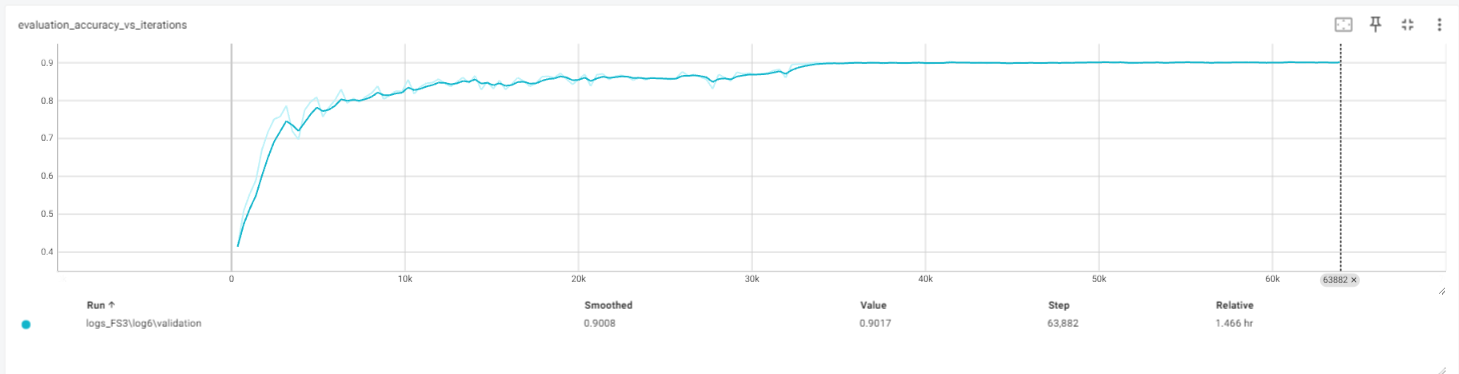 evaluation_accuracy_vs_iterations
0.9
0.8
0.7
0.6
0.5
0.4
0 10k 20k 30k 40k 50k 60k 63882 ×
Run ↑ Smoothed Value Step Relative
logs_FS3\log6\validation 0.9008 0.9017 63,882 1.466 hr